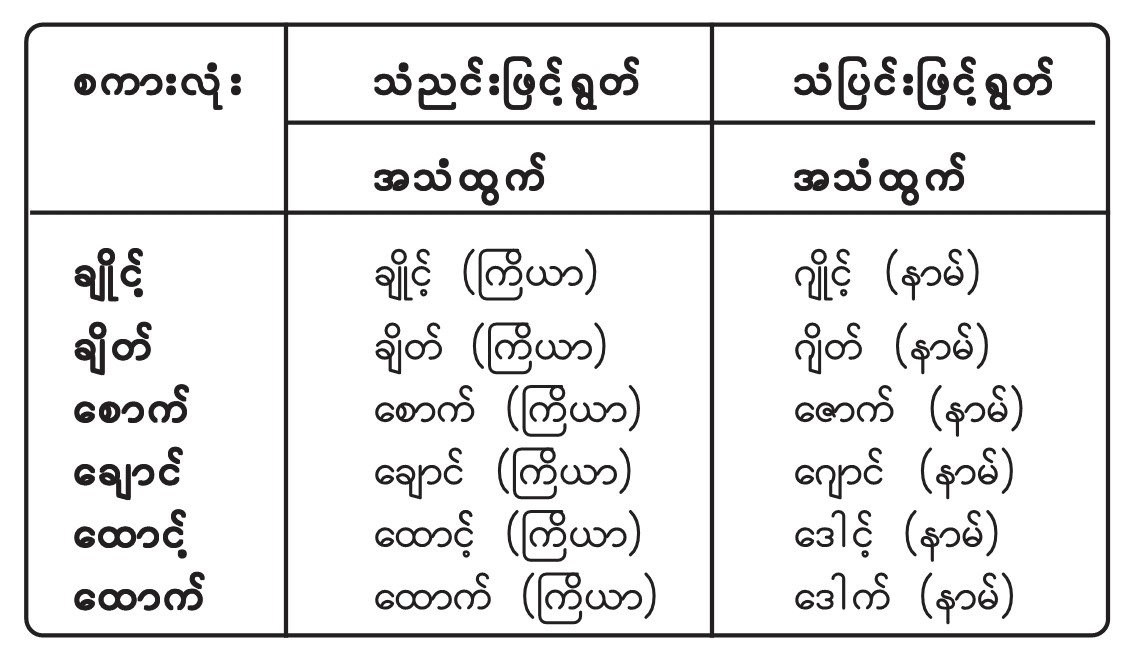 စကားလုံး သံညင်းဖြင့်ရွတ် သံပြင်းဖြင့်ရွတ်
အသံထွက် အသံထွက်
ချိုင့် ချိုင့် (ကြိယာ) ဂျိုင့် (နာမ်)
ချိတ် ချိတ် (ကြိယာ) ဂျိတ် (နာမ်)
စောက် စောက် (ကြိယာ) ဇောက် (နာမ်)
ချောင် ချောင် (ကြိယာ) ဂျောင် (နာမ်)
ထောင့် ထောင့် (ကြိယာ) ဒေါင့် (နာမ်)
ထောက် ထောက် (ကြိယာ) ဒေါက် (နာမ်)